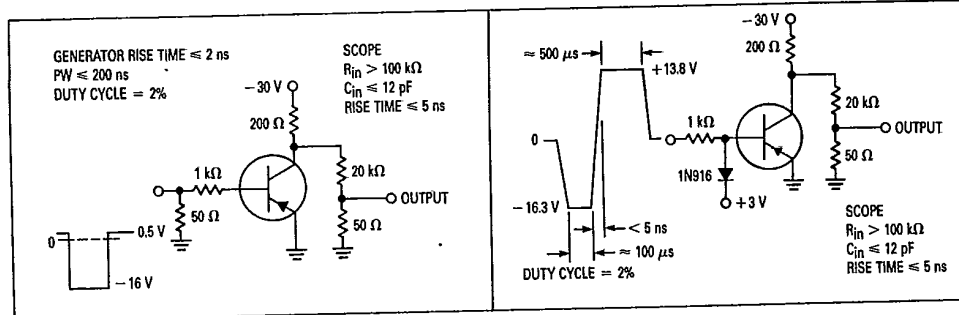 GENERATOR RISE TIME ≤ 2 ns
PW ≤ 200 ns
DUTY CYCLE = 2%
SCOPE
Rin > 100 kΩ
Cin ≤ 12 pF
RISE TIME ≤ 5 ns
−30 V
200 Ω
1 kΩ
20 kΩ
OUTPUT
50 Ω
50 Ω
0
0.5 V
−16 V
≈ 500 μs
+13.8 V
−30 V
200 Ω
20 kΩ
1 kΩ
OUTPUT
0
50 Ω
1N916
+3 V
−16.3 V
< 5 ns
≈ 100 μs
DUTY CYCLE = 2%
SCOPE
Rin > 100 kΩ
Cin ≤ 12 pF
RISE TIME ≤ 5 ns